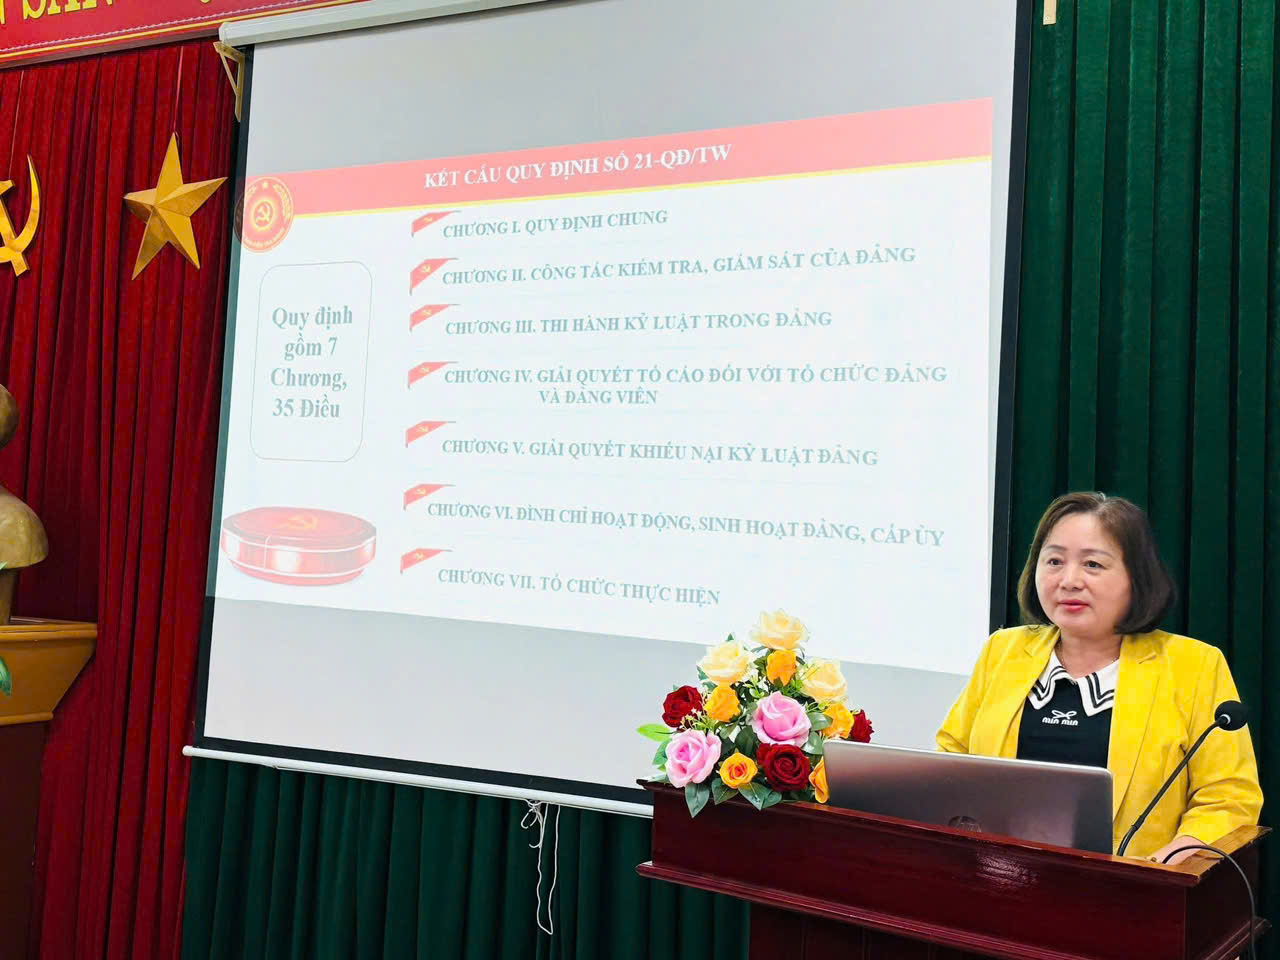 N SẢN
KẾT CẤU QUY ĐỊNH SỐ 21-QĐ/TW
CHƯƠNG I. QUY ĐỊNH CHUNG
CHƯƠNG II. CÔNG TÁC KIỂM TRA, GIÁM SÁT CỦA ĐẢNG
Quy định
gồm 7
Chương,
35 Điều
CHƯƠNG III. THI HÀNH KỶ LUẬT TRONG ĐẢNG
CHƯƠNG IV. GIẢI QUYẾT TỐ CÁO ĐỐI VỚI TỔ CHỨC ĐẢNG
VÀ ĐẢNG VIÊN
CHƯƠNG V. GIẢI QUYẾT KHIẾU NẠI KỶ LUẬT ĐẢNG
CHƯƠNG VI. ĐÌNH CHỈ HOẠT ĐỘNG, SINH HOẠT ĐẢNG, CẤP ỦY
CHƯƠNG VII. TỔ CHỨC THỰC HIỆN
min min